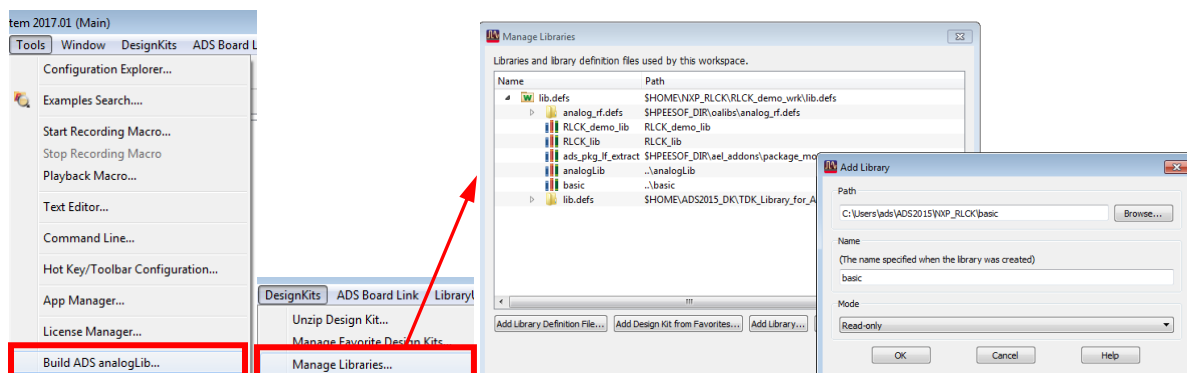 tem 2017.01 (Main)
Tools Window DesignKits ADS Board L
Configuration Explorer...
Examples Search....
Start Recording Macro...
Stop Recording Macro
Playback Macro...
Text Editor...
Command Line...
Hot Key/Toolbar Configuration...
App Manager...
License Manager...
Build ADS analogLib...
DesignKits ADS Board Link Library
Unzip Design Kit...
Manage Favorite Design Kits...
Manage Libraries...
Manage Libraries
Libraries and library definition files used by this workspace.
Name Path
lib.defs $HOME\NXP_RLCK\RLCK_demo_wrk\lib.defs
analog_rf.defs $HPEESOF_DIR\oalibs\analog_rf.defs
RLCK_demo_lib RLCK_demo_lib
RLCK_lib RLCK_lib
ads_pkg_lf_extract $HPEESOF_DIR\ael_addons\package_mo
analogLib ..\analogLib
basic ..\basic
lib.defs $HOME\ADS2015_DK\TDK_Library_for_A
Add Library Definition File... Add Design Kit from Favorites... Add Library...
Add Library
Path
C:\Users\ads\ADS2015\NXP_RLCK\basic Browse...
Name
(The name specified when the library was created)
basic
Mode
Read-only
OK Cancel Help